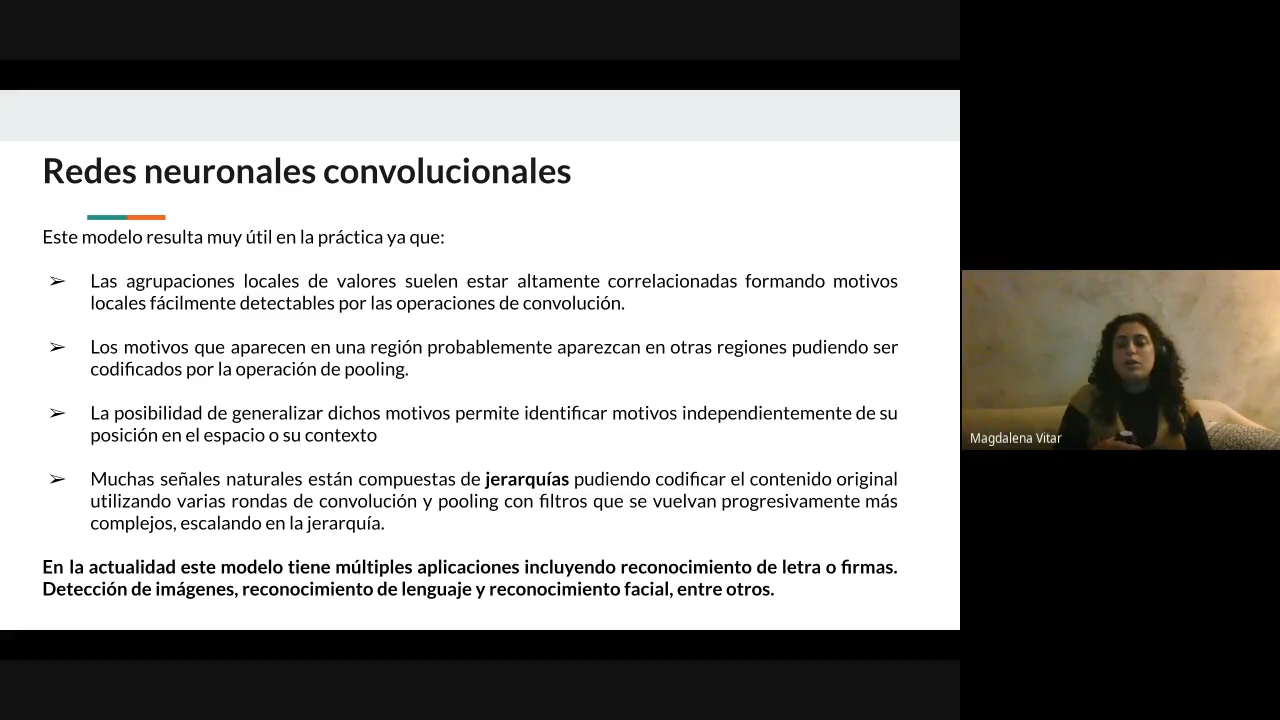 Redes neuronales convolucionales
Este modelo resulta muy útil en la práctica ya que:
➢ Las agrupaciones locales de valores suelen estar altamente correlacionadas formando motivos
locales fácilmente detectables por las operaciones de convolución.
➢ Los motivos que aparecen en una región probablemente aparezcan en otras regiones pudiendo ser
codificados por la operación de pooling.
➢ La posibilidad de generalizar dichos motivos permite identificar motivos independientemente de su
posición en el espacio o su contexto
➢ Muchas señales naturales están compuestas de jerarquías pudiendo codificar el contenido original
utilizando varias rondas de convolución y pooling con filtros que se vuelvan progresivamente más
complejos, escalando en la jerarquía.
En la actualidad este modelo tiene múltiples aplicaciones incluyendo reconocimiento de letra o firmas.
Detección de imágenes, reconocimiento de lenguaje y reconocimiento facial, entre otros.
Magdalena Vitar